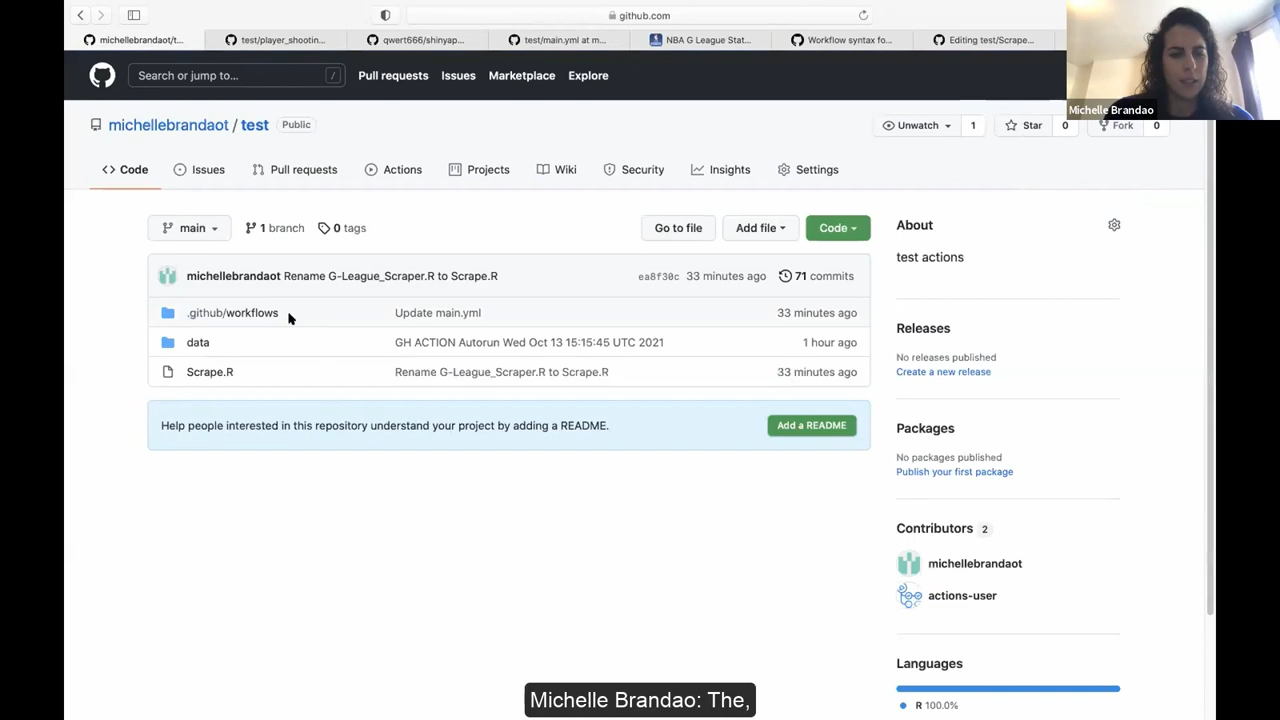 github.com
michellebrandaot/t...
test/player_shootin...
qwert666/shinyap...
test/main.yml at m...
NBA G League Stat...
Workflow syntax fo...
Editing test/Scrape...
Search or jump to...
/
Pull requests
Issues
Marketplace
Explore
Michelle Brandao
michellebrandaot / test
Public
Unwatch
1
Star
0
Fork
0
Code
Issues
Pull requests
Actions
Projects
Wiki
Security
Insights
Settings
main
1 branch
0 tags
Go to file
Add file
Code
michellebrandaot Rename G-League_Scraper.R to Scrape.R
ea8f30c 33 minutes ago
71 commits
.github/workflows
Update main.yml
33 minutes ago
data
GH ACTION Autorun Wed Oct 13 15:15:45 UTC 2021
1 hour ago
Scrape.R
Rename G-League_Scraper.R to Scrape.R
33 minutes ago
Help people interested in this repository understand your project by adding a README.
Add a README
About
test actions
Releases
No releases published
Create a new release
Packages
No packages published
Publish your first package
Contributors 2
michellebrandaot
actions-user
Languages
R 100.0%
Michelle Brandao: The,